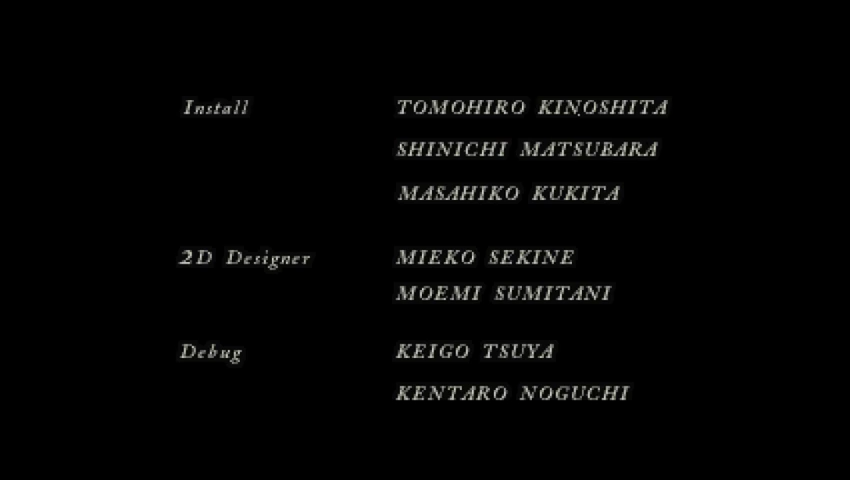 Install TOMOHIRO KINOSHITA
SHINICHI MATSUBARA
MASAHIKO KUKITA
2D Designer MIEKO SEKINE
MOEMI SUMITANI
Debug KEIGO TSUYA
KENTARO NOGUCHI